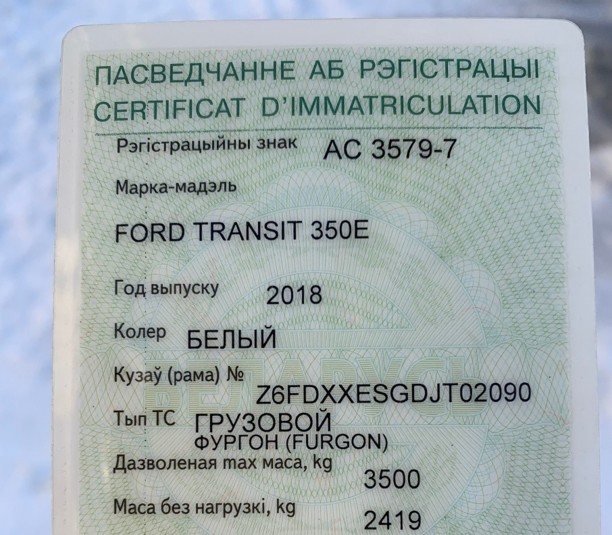 ПАСВЕДЧАННЕ АБ РЭГІСТРАЦЫІ
CERTIFICAT D'IMMATRICULATION
Рэгістрацыйны знак AC 3579-7
Марка-мадэль
FORD TRANSIT 350E
Год выпуску 2018
Колер БЕЛЫЙ
Кузаў (рама) № Z6FDXXESGDJT02090
Тып ТС ГРУЗОВОЙ
ФУРГОН (FURGON)
Дазволеная max маса, kg
3500
Маса без нагрузкі, kg
2419
БЕЛАРУСЬ